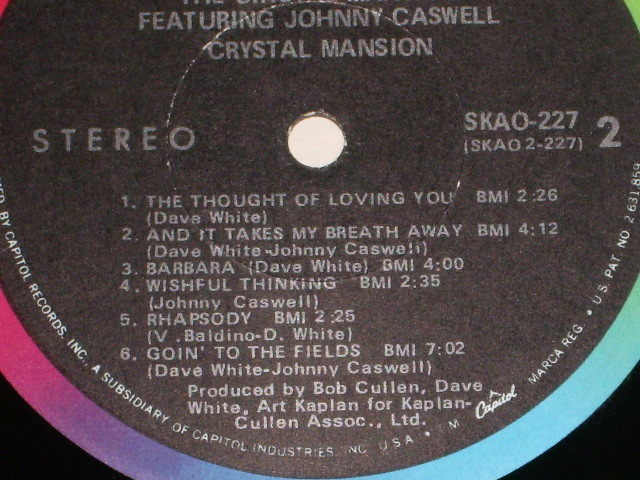 FEATURING JOHNNY CASWELL
CRYSTAL MANSION
STEREO
SKAO-227
(SKAO 2-227)
2
1. THE THOUGHT OF LOVING YOU BMI 2:26
(Dave White)
2. AND IT TAKES MY BREATH AWAY BMI 4:12
(Dave White-Johnny Caswell)
3. BARBARA (Dave White) BMI 4:00
4. WISHFUL THINKING BMI 2:35
(Johnny Caswell)
5. RHAPSODY BMI 2:25
(V. Baldino-D. White)
6. GOIN' TO THE FIELDS BMI 7:02
(Dave White-Johnny Caswell)
Produced by Bob Cullen, Dave
White, Art Kaplan for Kaplan-
Cullen Assoc., Ltd.
BY CAPITOL RECORDS, INC. A SUBSIDIARY OF CAPITOL INDUSTRIES, INC. U.S.A. • T.M. Capitol MARCA REG. • U.S. PAT. NO. 2,631,859